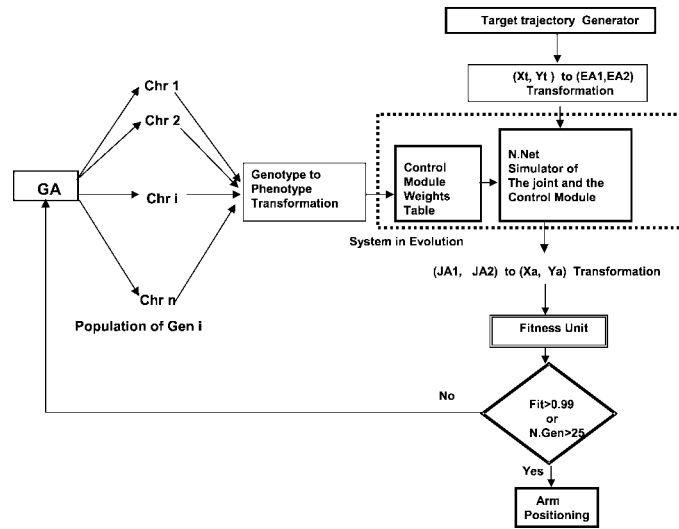 Target trajectory Generator
(Xt, Yt ) to (EA1,EA2)
Transformation
Chr 1
Chr 2
GA
Chr i
Chr n
Population of Gen i
Genotype to
Phenotype
Transformation
Control
Module
Weights
Table
N.Net
Simulator of
The joint and the
Control Module
System in Evolution
(JA1, JA2) to (Xa, Ya) Transformation
Fitness Unit
No
Fit>0.99
or
N.Gen>25
Yes
Arm
Positioning